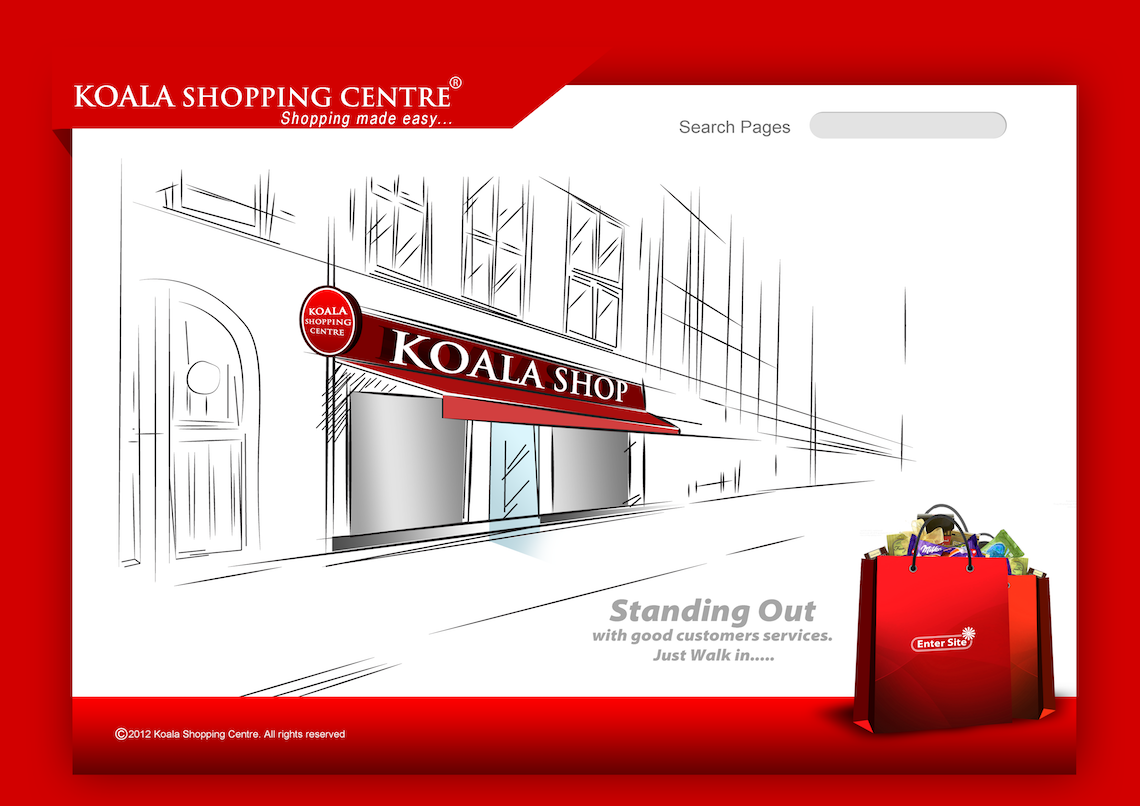 KOALA SHOPPING CENTRE®
Shopping made easy...
Search Pages
KOALA
SHOPPING
CENTRE
KOALA SHOP
Milka
Standing Out
with good customers services.
Just Walk in.....
Enter Site
©2012 Koala Shopping Centre. All rights reserved